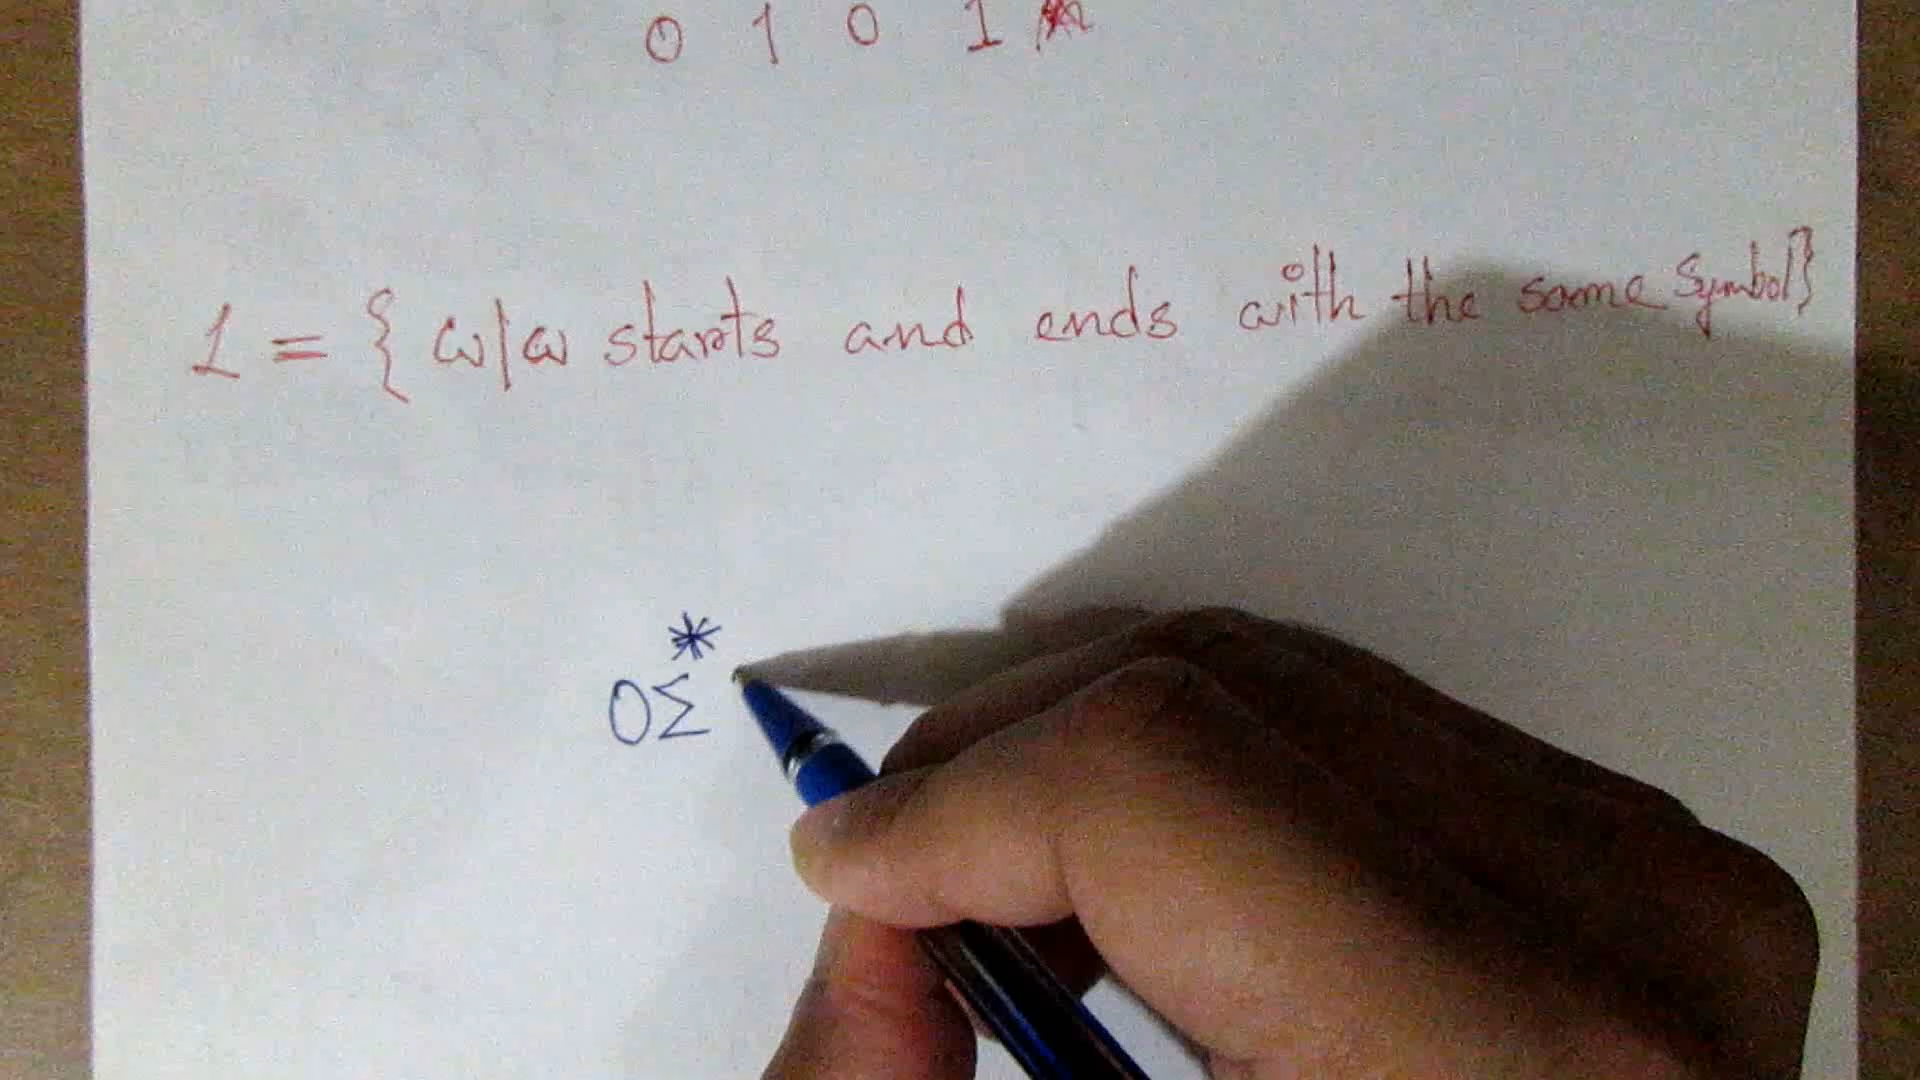 0 1 0 1
L = { w/w starts and ends with the same Symbol}
0Σ*